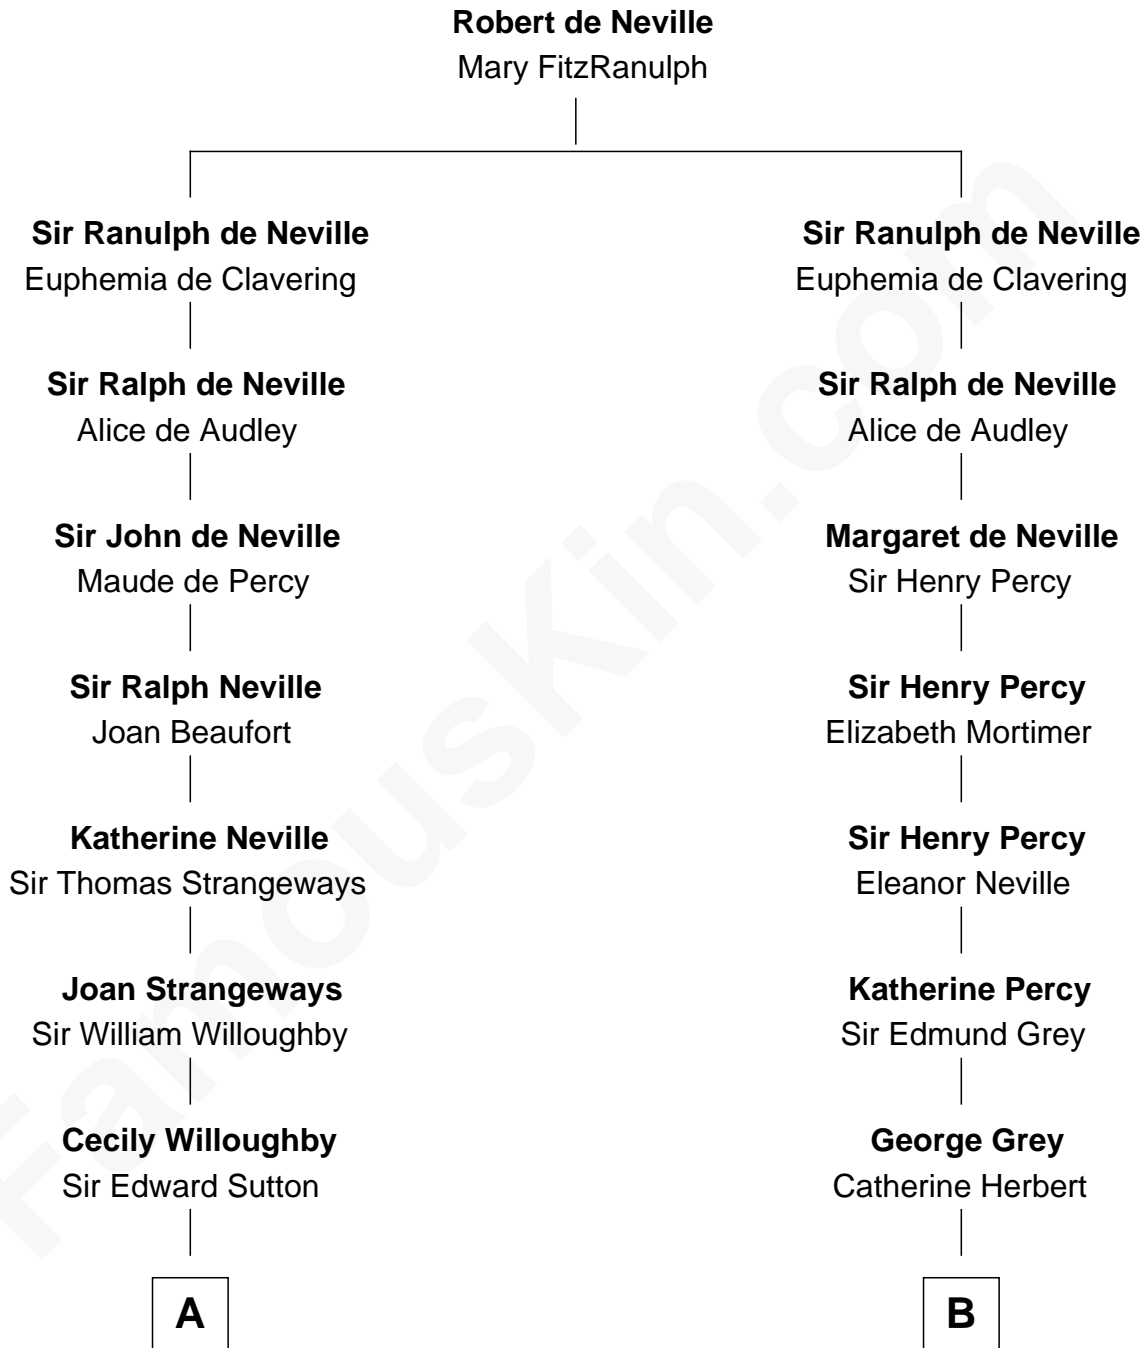 Robert de Neville
Mary FitzRanulph
Sir Ranulph de Neville
Euphemia de Clavering
Sir Ralph de Neville
Alice de Audley
Sir John de Neville
Maude de Percy
Sir Ralph Neville
Joan Beaufort
Katherine Neville
Sir Thomas Strangeways
Joan Strangeways
Sir William Willoughby
Cecily Willoughby
Sir Edward Sutton
A
Sir Ranulph de Neville
Euphemia de Clavering
Sir Ralph de Neville
Alice de Audley
Margaret de Neville
Sir Henry Percy
Sir Henry Percy
Elizabeth Mortimer
Sir Henry Percy
Eleanor Neville
Katherine Percy
Sir Edmund Grey
George Grey
Catherine Herbert
B
FamousKin.com